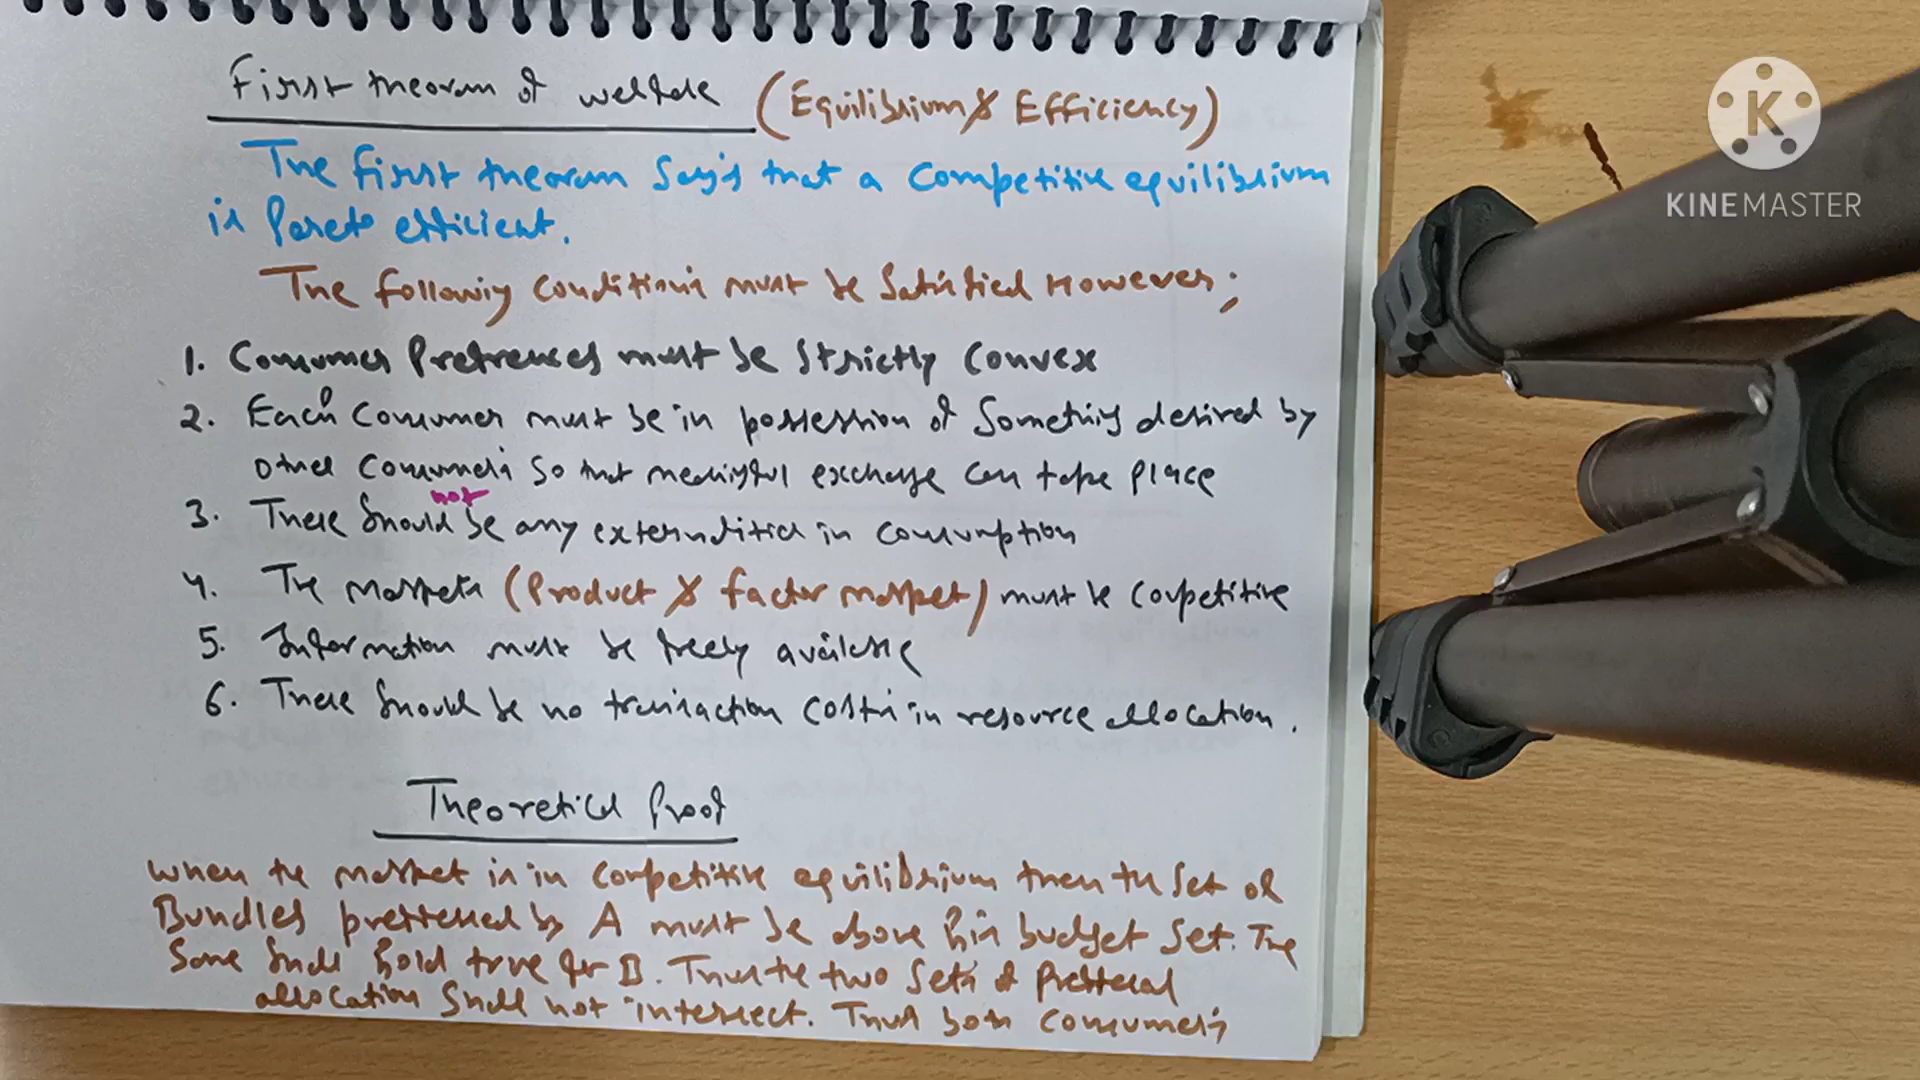 First theorem of welfare (Equilibrium & Efficiency)
The first theorem says that a competitive equilibrium
is Pareto efficient.
The following conditions must be satisfied However;
1. Consumer Prefrences must be strictly convex
2. Each consumer must be in possession of something desired by
other consumers so that meaningful exchange can take place
3. There should not be any externalities in consumption
4. The markets (Product & factor market) must be competitive
5. Information must be freely available
6. There should be no transaction costs in resource allocation.
Theoretical Proof
When the market is in competitive equilibrium then the set of
Bundles preferred by A must be above his budget set. The
same shall hold true for B. Thus the two sets of preferred
allocation shall not intersect. Thus both consumers
K
KINEMASTER